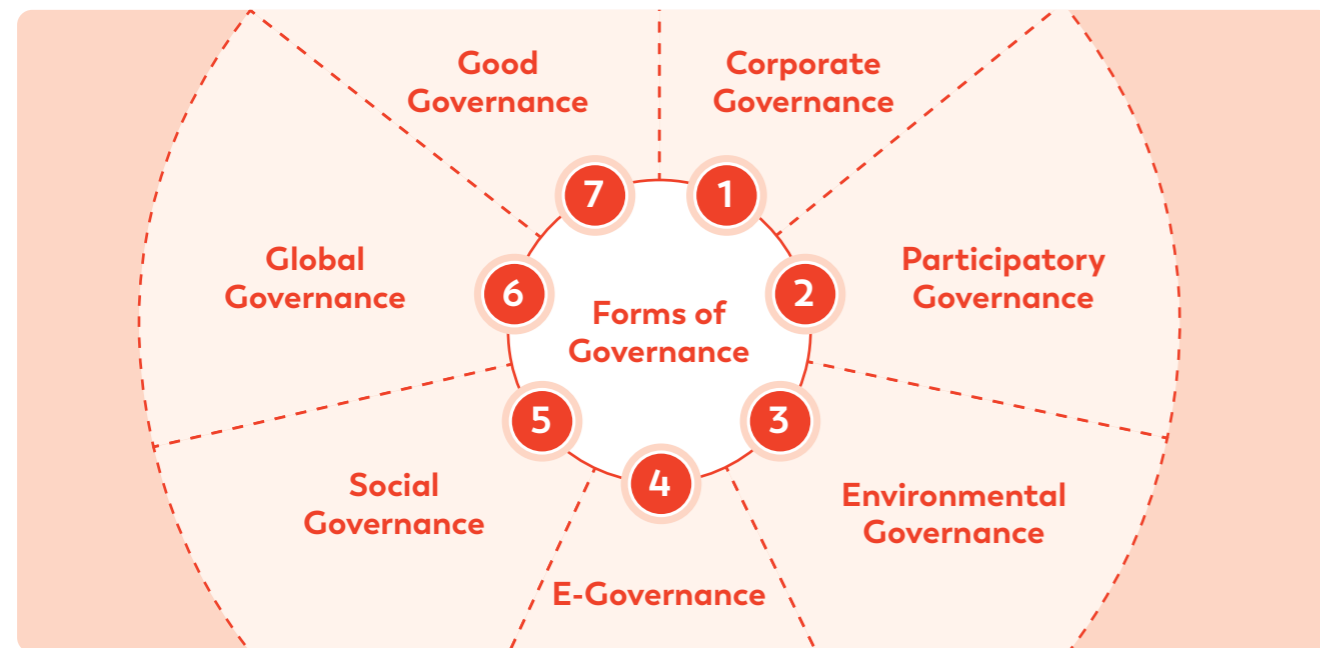 Forms of
Governance
1
Corporate
Governance
2
Participatory
Governance
3
Environmental
Governance
4
E-Governance
5
Social
Governance
6
Global
Governance
7
Good
Governance